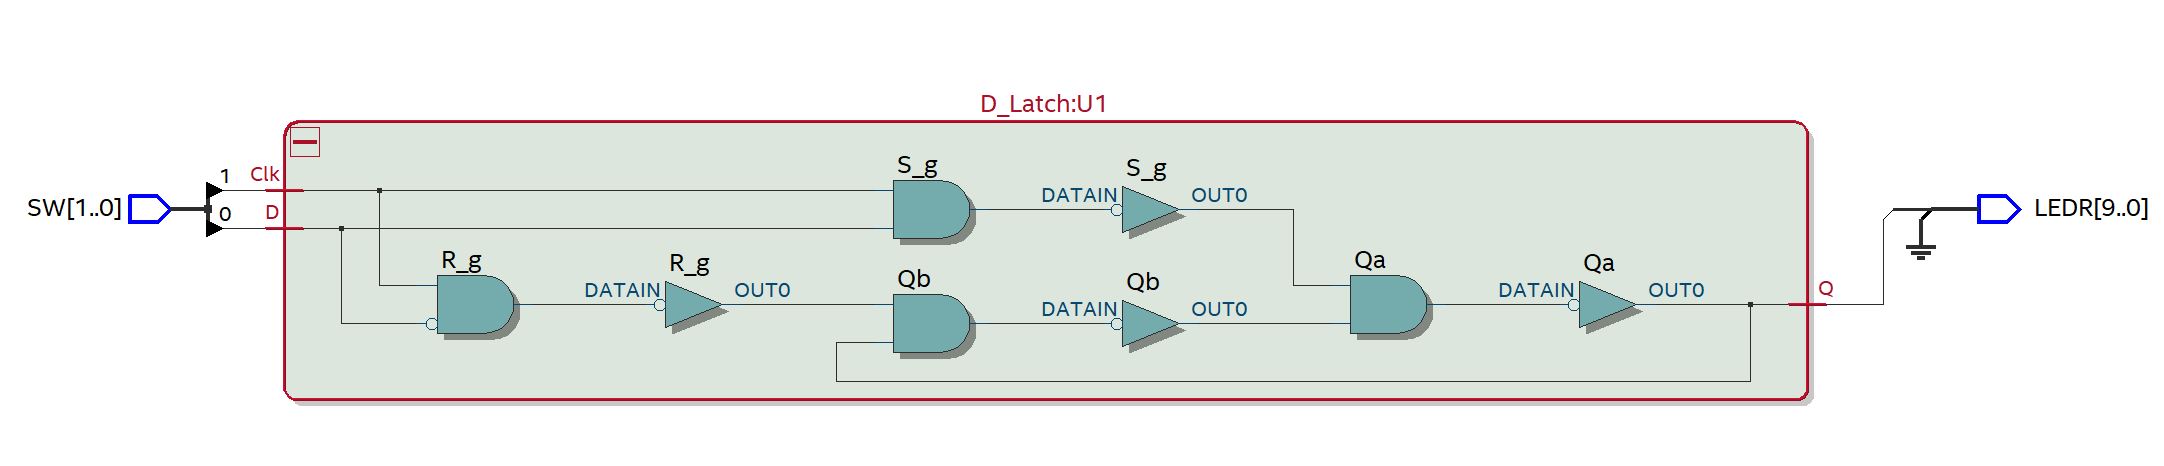 D_Latch:U1
SW[1..0]
1
Clk
0
D
S_g
S_g
DATAIN
OUT0
R_g
R_g
DATAIN
OUT0
Qb
Qb
DATAIN
OUT0
Qa
Qa
DATAIN
OUT0
Q
LEDR[9..0]